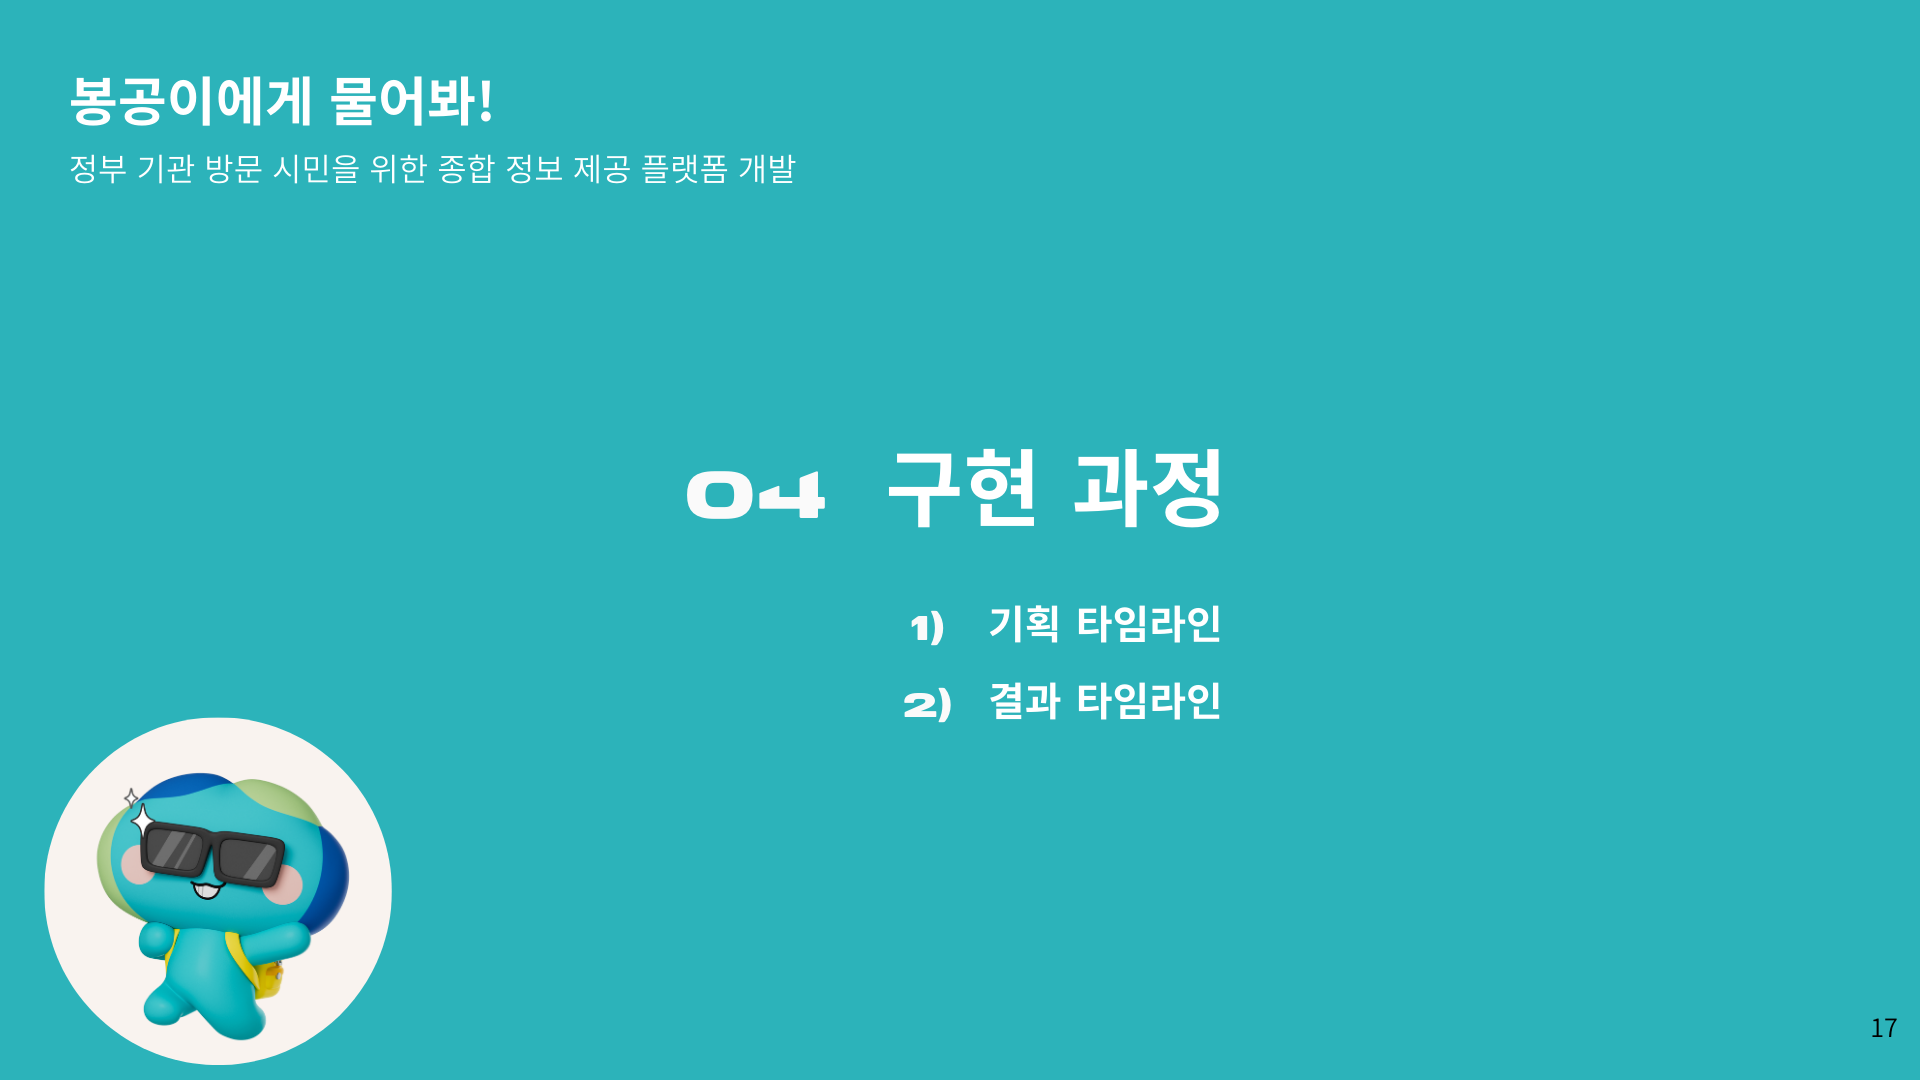 봉공이에게 물어봐!
정부 기관 방문 시민을 위한 종합 정보 제공 플랫폼 개발
04 구현 과정
1) 기획 타임라인
2) 결과 타임라인
17